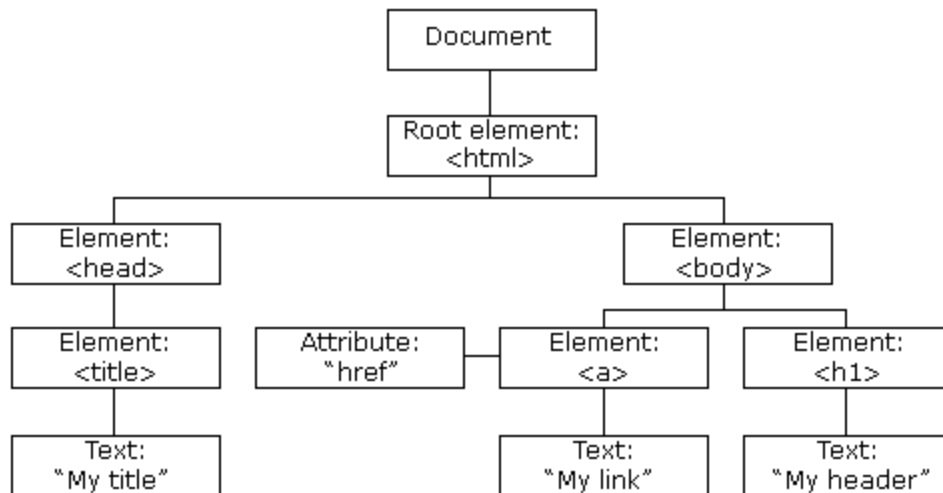 Document
Root element:
<html>
Element:
<head>
Element:
<body>
Element:
<title>
Attribute:
“href”
Element:
<a>
Element:
<h1>
Text:
“My title”
Text:
“My link”
Text:
“My header”